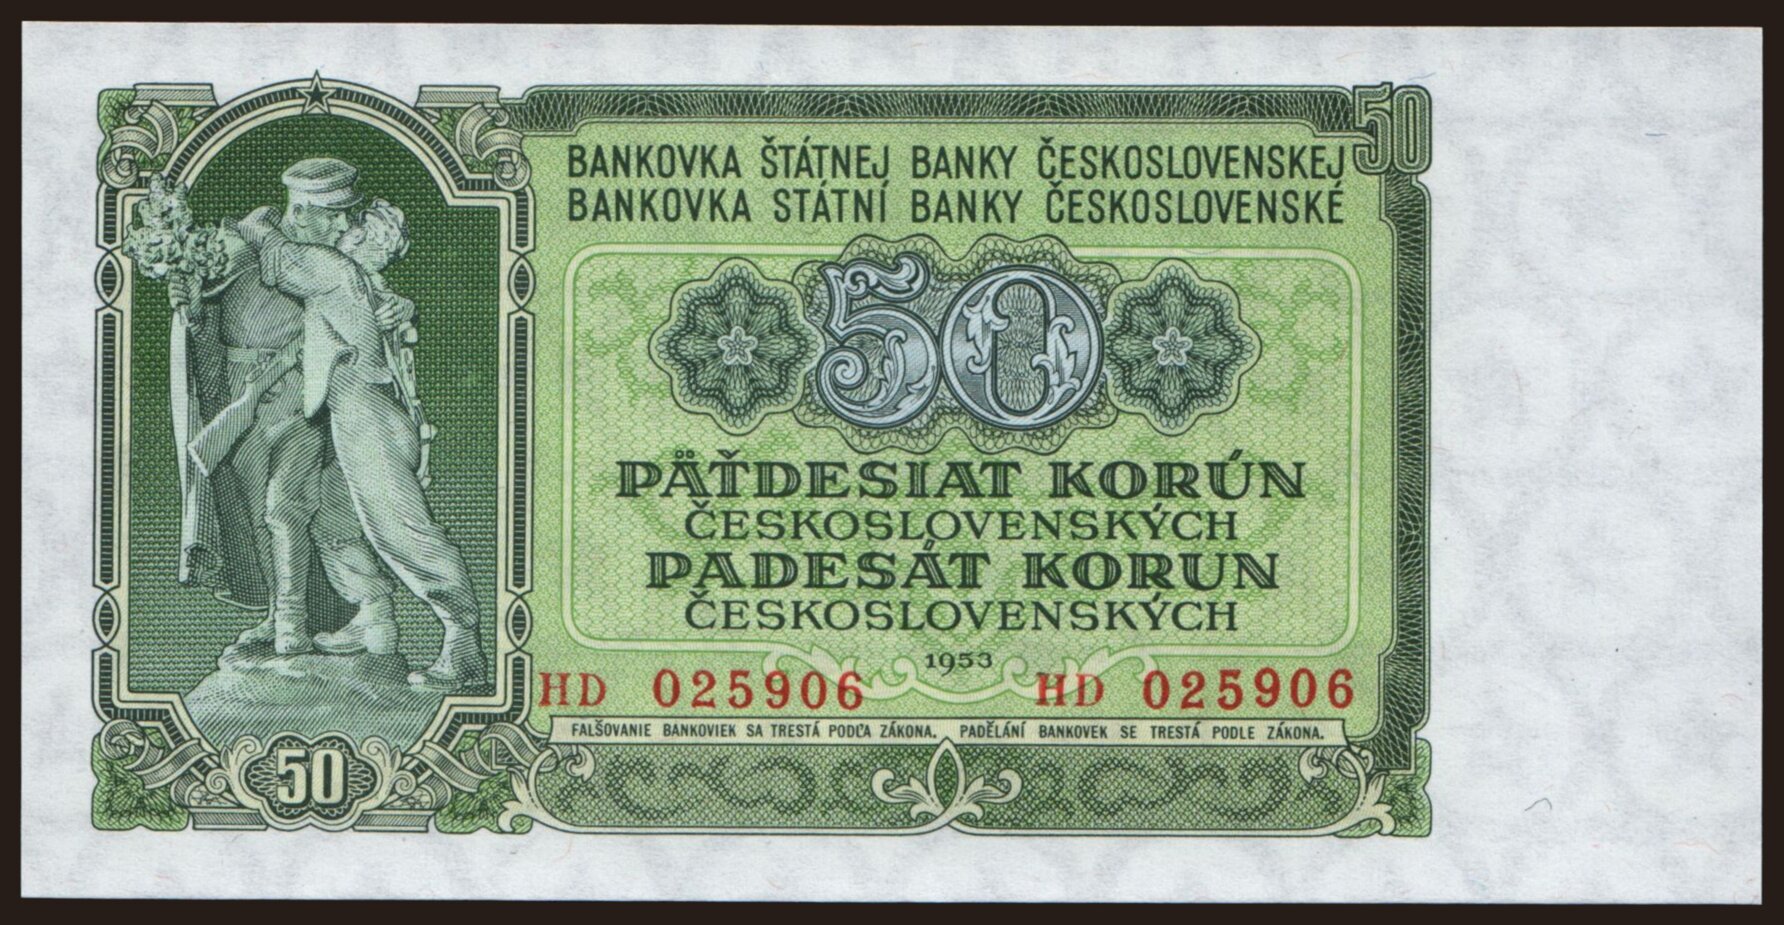 50
BANKOVKA ŠTÁTNEJ BANKY ČESKOSLOVENSKEJ
BANKOVKA STÁTNÍ BANKY ČESKOSLOVENSKÉ
50
PÄŤDESIAT KORÚN
ČESKOSLOVENSKÝCH
PADESÁT KORUN
ČESKOSLOVENSKÝCH
1953
HD 025906 HD 025906
FALŠOVANIE BANKOVIEK SA TRESTÁ PODĽA ZÁKONA. PADĚLÁNÍ BANKOVEK SE TRESTÁ PODLE ZÁKONA.
50